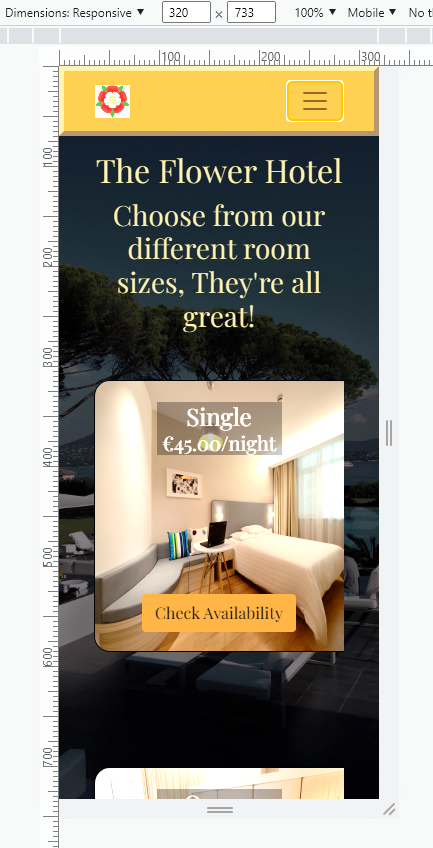 Dimensions: Responsive ▼ 320 × 733 100% ▼ Mobile ▼ No t
100 200 300
100
The Flower Hotel
Choose from our
different room
sizes, They're all
great!
200
300
400
500
600
700
Single
€45.00/night
Check Availability